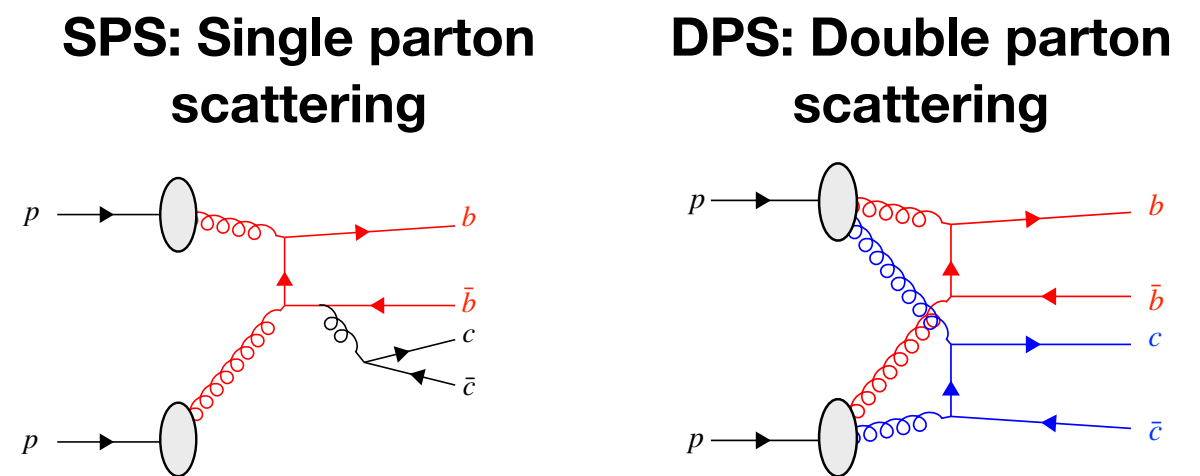 SPS: Single parton
scattering
p
b
b̄
c
c̄
p
DPS: Double parton
scattering
p
b
b̄
c
c̄
p